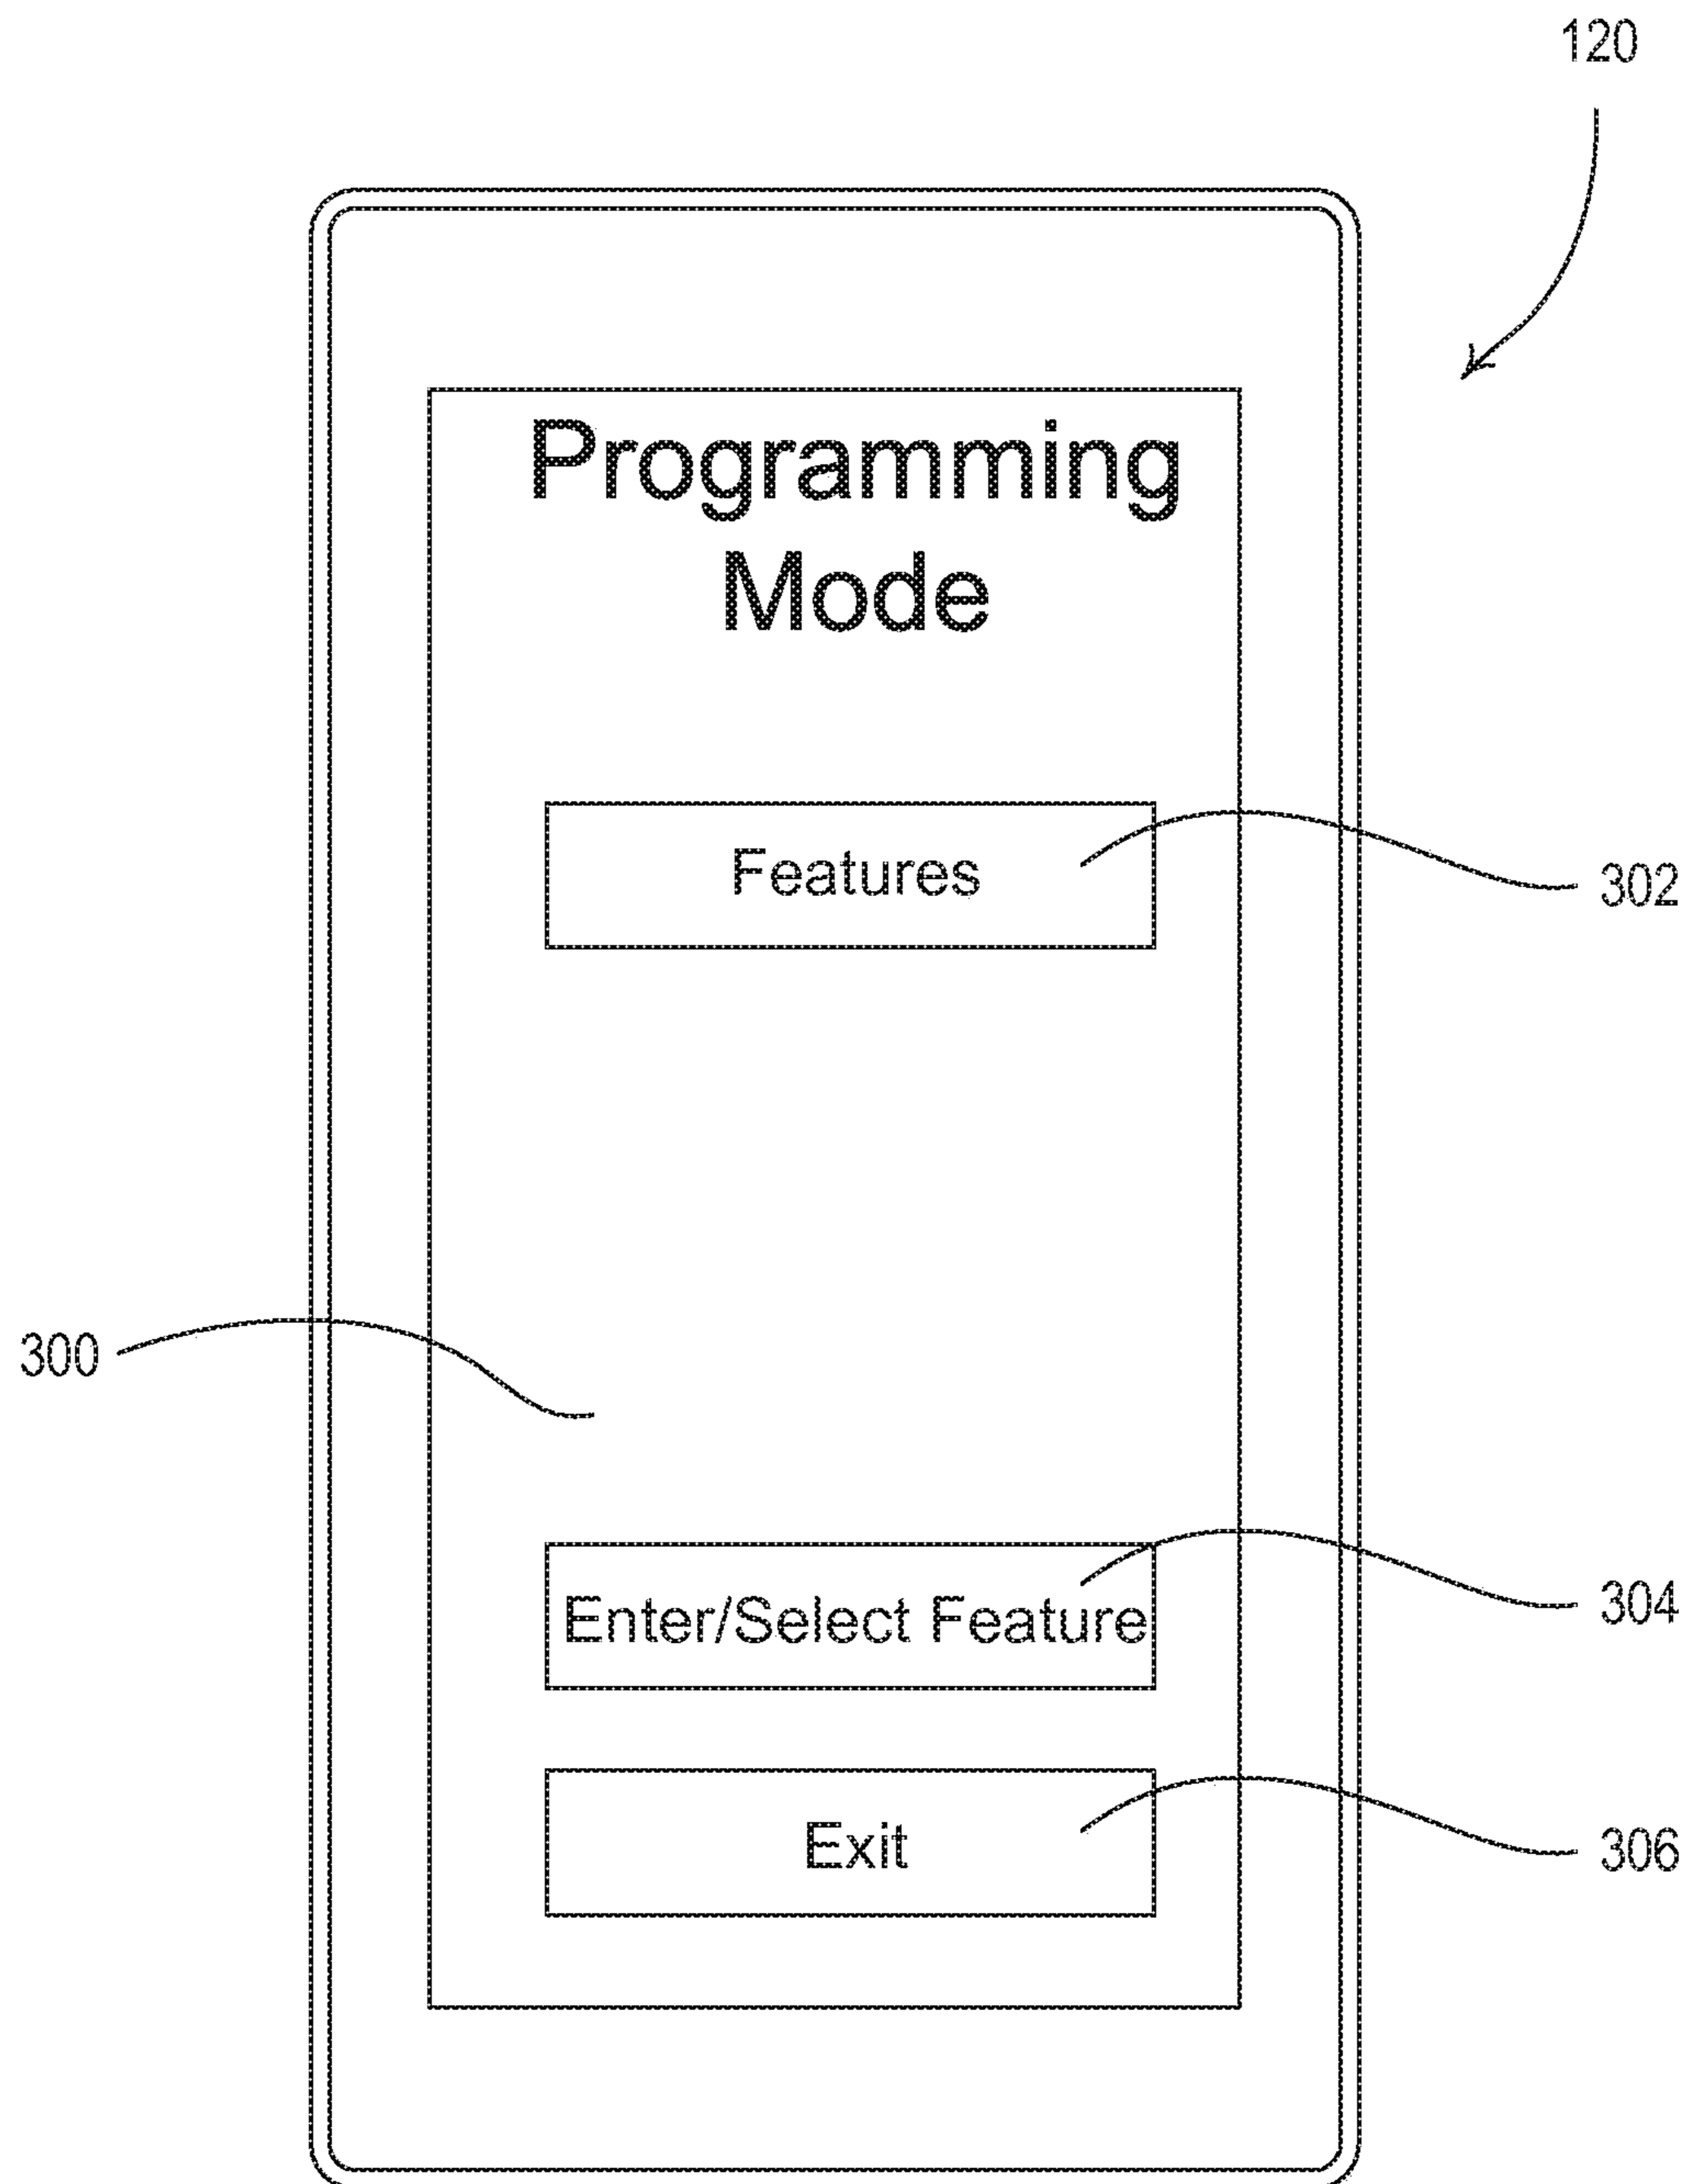 120
Programming
Mode
Features
302
300
Enter/Select Feature
304
Exit
306